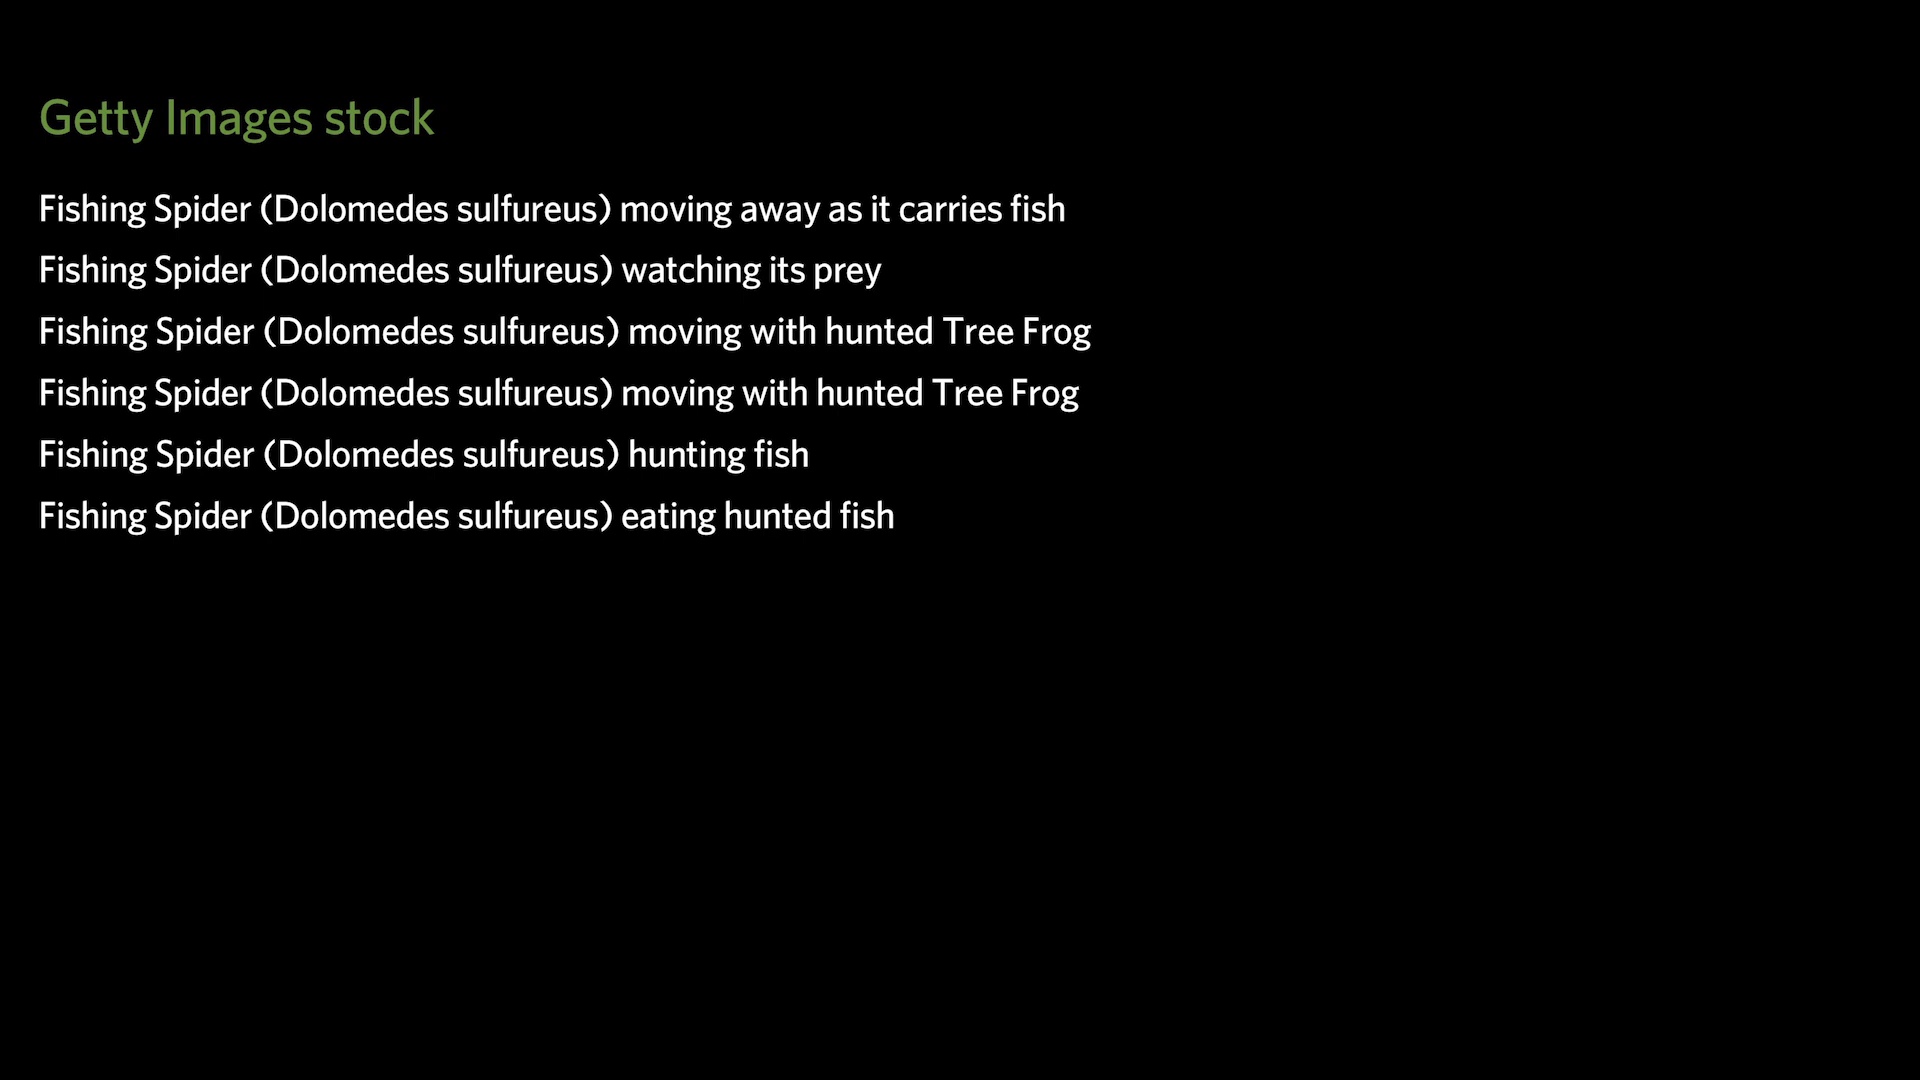 Getty Images stock
Fishing Spider (Dolomedes sulfureus) moving away as it carries fish
Fishing Spider (Dolomedes sulfureus) watching its prey
Fishing Spider (Dolomedes sulfureus) moving with hunted Tree Frog
Fishing Spider (Dolomedes sulfureus) moving with hunted Tree Frog
Fishing Spider (Dolomedes sulfureus) hunting fish
Fishing Spider (Dolomedes sulfureus) eating hunted fish